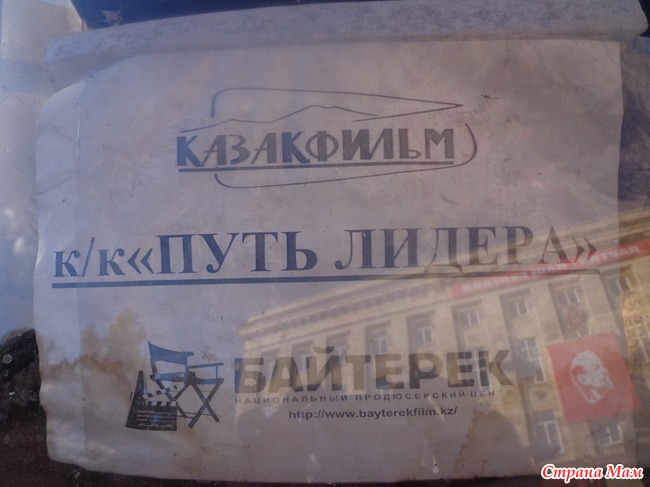 КАЗАКФИЛЬМ
к/к«ПУТЬ ЛИДЕРА»
БАЙТЕРЕК
НАЦИОНАЛЬНЫЙ ПРОДЮСЕРСКИЙ ЦЕНТР
http://www.bayterekfilm.kz/
Страна Мам